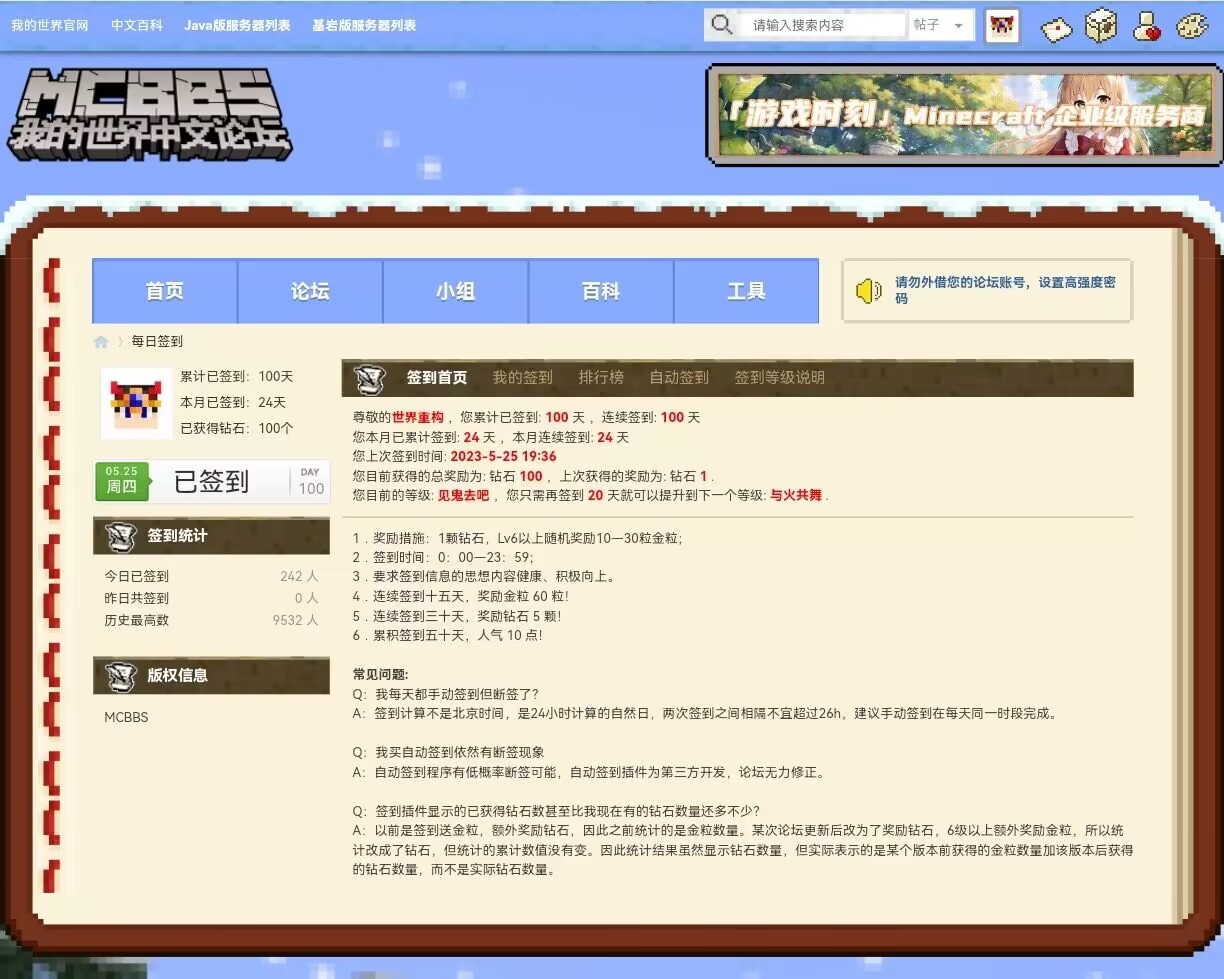 我的世界官网 中文百科 Java版服务器列表 基岩版服务器列表 请输入搜索内容 帖子
MCBBS
我的世界中文论坛
「游戏时刻」Minecraft 企业级服务商
首页 论坛 小组 百科 工具
请勿外借您的论坛账号，设置高强度密
码
每日签到
累计已签到：100天
本月已签到：24天
已获得钻石：100个
05.25
周四
已签到
DAY
100
签到统计
今日已签到 242 人
昨日共签到 0 人
历史最高数 9532 人
版权信息
MCBBS
签到首页 我的签到 排行榜 自动签到 签到等级说明
尊敬的世界重构 ，您累计已签到: 100 天 ，连续签到: 100 天
您本月已累计签到: 24 天 ，本月连续签到: 24 天
您上次签到时间: 2023-5-25 19:36
您目前获得的总奖励为: 钻石 100 ，上次获得的奖励为: 钻石 1 .
您目前的等级: 见鬼去吧 ，您只需再签到 20 天就可以提升到下一个等级: 与火共舞 .
1 . 奖励措施：1颗钻石，Lv6以上随机奖励10—30粒金粒；
2 . 签到时间：0：00—23：59；
3 . 要求签到信息的思想内容健康、积极向上。
4 . 连续签到十五天，奖励金粒 60 粒！
5 . 连续签到三十天，奖励钻石 5 颗！
6 . 累积签到五十天，人气 10 点！
常见问题:
Q：我每天都手动签到但断签了？
A：签到计算不是北京时间，是24小时计算的自然日，两次签到之间相隔不宜超过26h，建议手动签到在每天同一时段完成。
Q：我买自动签到依然有断签现象
A：自动签到程序有低概率断签可能，自动签到插件为第三方开发，论坛无力修正。
Q：签到插件显示的已获得钻石数甚至比我现在有的钻石数量还多不少？
A：以前是签到送金粒，额外奖励钻石，因此之前统计的是金粒数量。某次论坛更新后改为了奖励钻石，6级以上额外奖励金粒，所以统
计改成了钻石，但统计的累计数值没有变。因此统计结果虽然显示钻石数量，但实际表示的是某个版本前获得的金粒数量加该版本后获得
的钻石数量，而不是实际钻石数量。